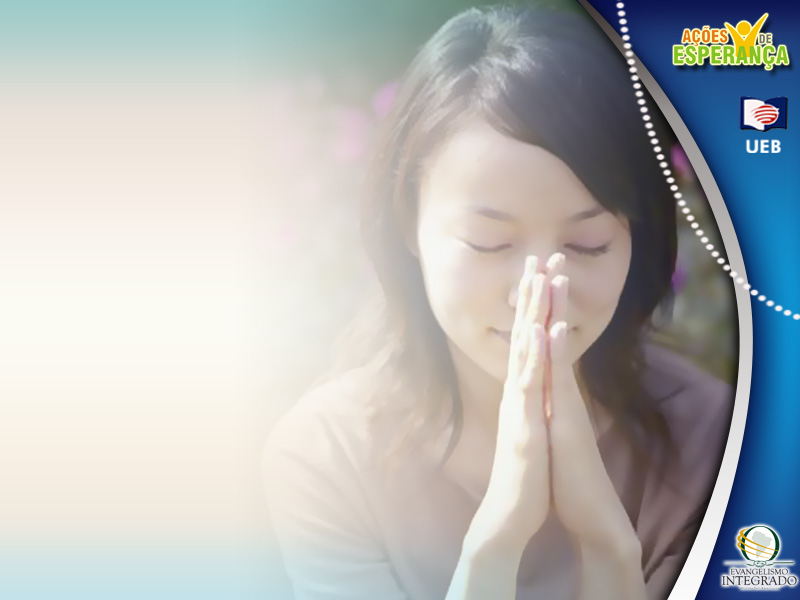 AÇÕES DE
ESPERANÇA
UEB
EVANGELISMO
INTEGRADO